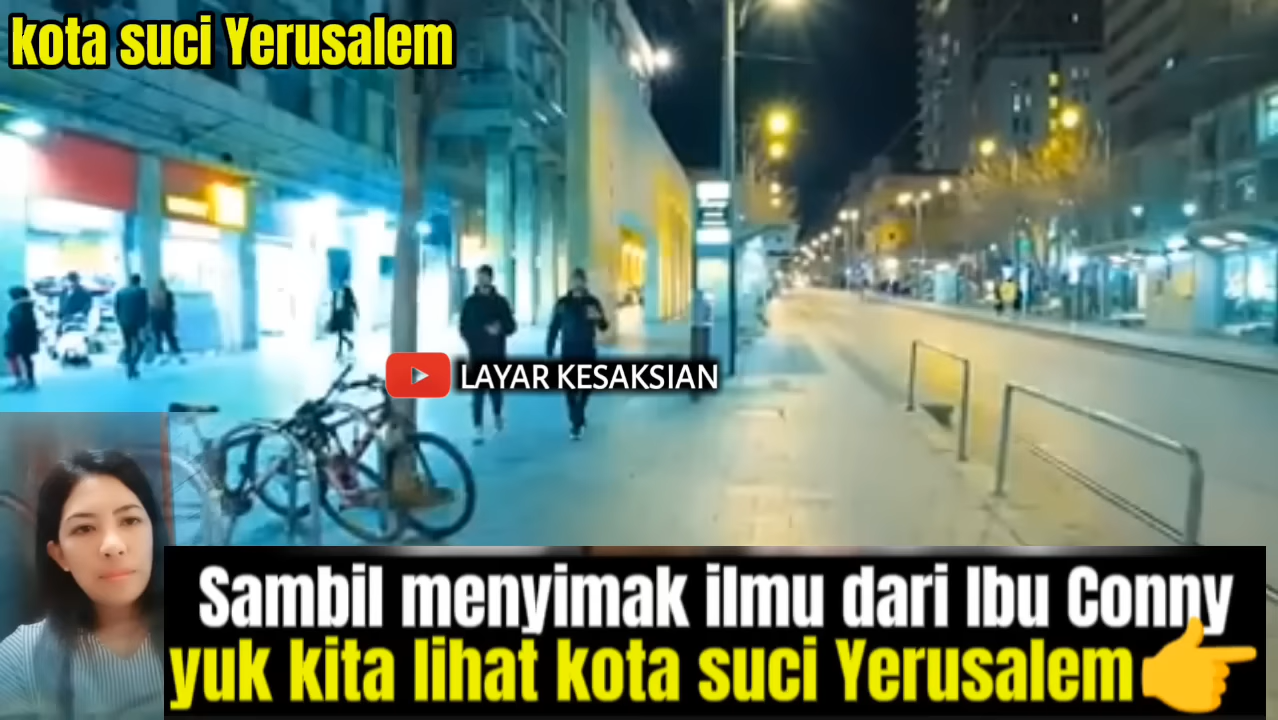 kota suci Yerusalem
LAYAR KESAKSIAN
Sambil menyimak ilmu dari Ibu Conny
yuk kita lihat kota suci Yerusalem